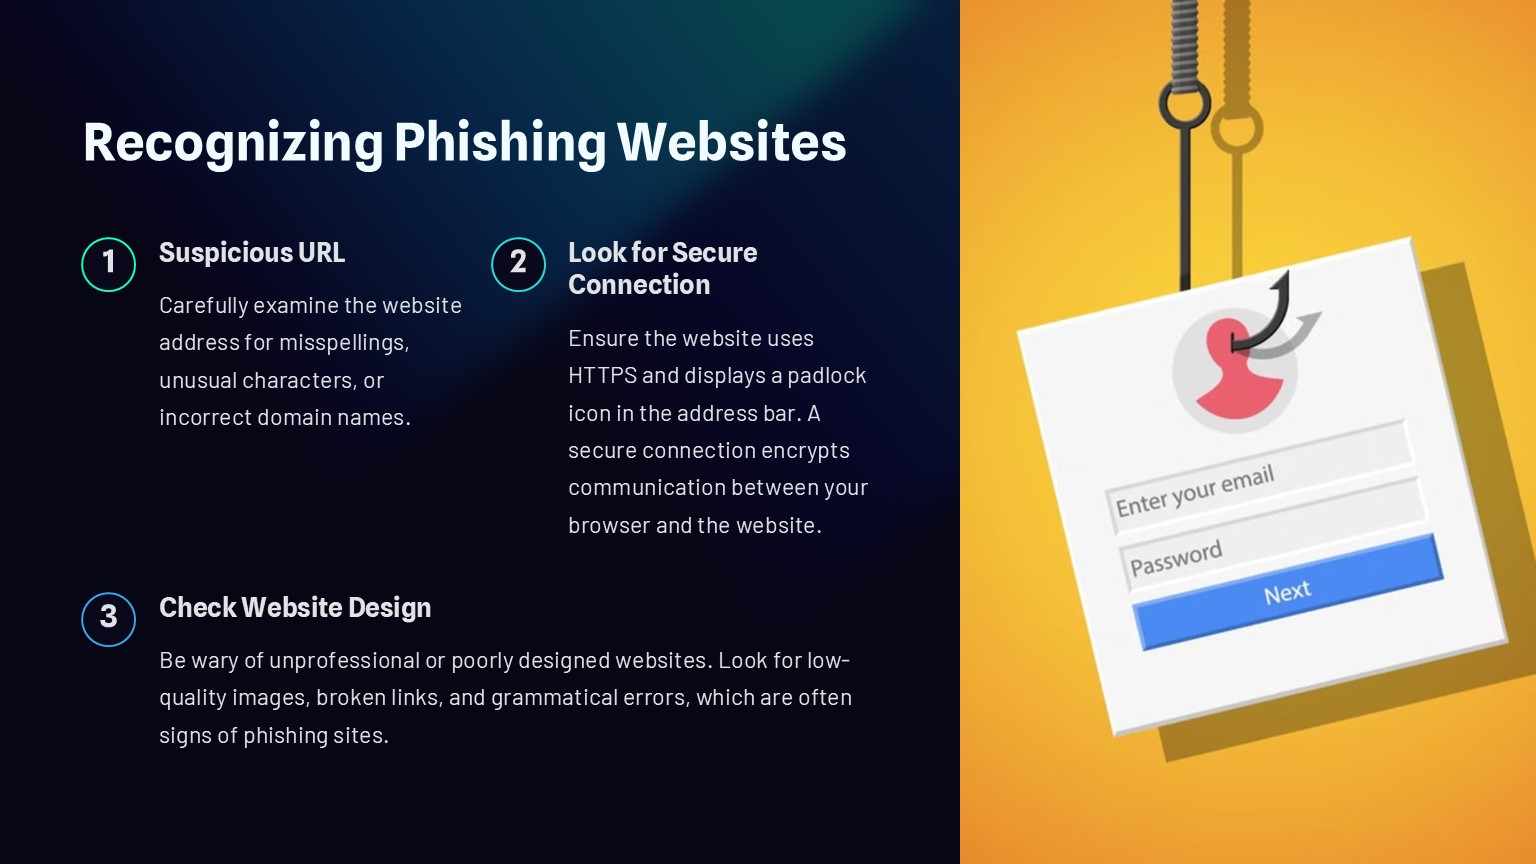 Recognizing Phishing Websites
1
Suspicious URL
Carefully examine the website
address for misspellings,
unusual characters, or
incorrect domain names.
2
Look for Secure
Connection
Ensure the website uses
HTTPS and displays a padlock
icon in the address bar. A
secure connection encrypts
communication between your
browser and the website.
3
Check Website Design
Be wary of unprofessional or poorly designed websites. Look for low-
quality images, broken links, and grammatical errors, which are often
signs of phishing sites.
Enter your email
Password
Next